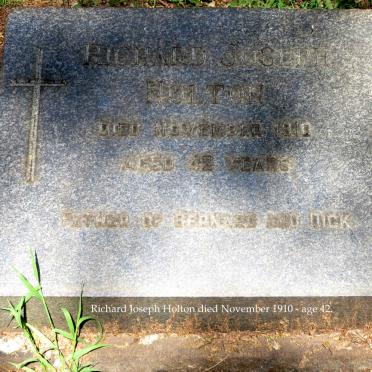 RICHARD JOSEPH
HOLTON
DIED NOVEMBER 1910
AGED 42 YEARS
FATHER OF BERNARD AND DICK
Richard Joseph Holton died November 1910 - age 42.